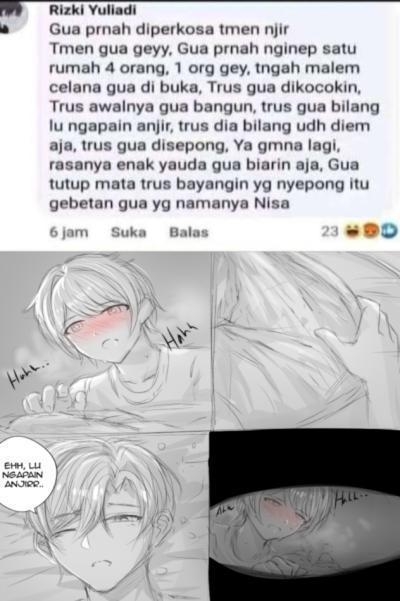 Rizki Yuliadi
Gua prnah diperkosa tmen njir
Tmen gua geyy, Gua prnah nginep satu
rumah 4 orang, 1 org gey, tngah malem
celana gua di buka, Trus gua dikocokin,
Trus awalnya gua bangun, trus gua bilang
lu ngapain anjir, trus dia bilang udh diem
aja, trus gua disepong, Ya gmna lagi,
rasanya enak yauda gua biarin aja, Gua
tutup mata trus bayangin yg nyepong itu
gebetan gua yg namanya Nisa
6 jam Suka Balas 23
EHH, LU
NGAPAIN
ANJIRR..